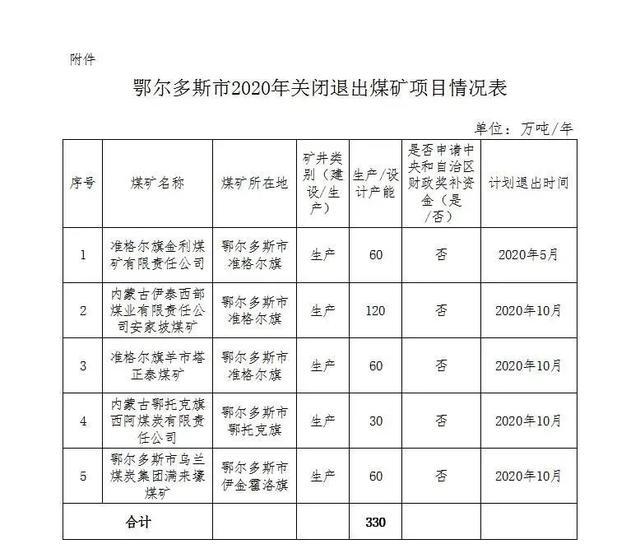 附件
鄂尔多斯市2020年关闭退出煤矿项目情况表
单位：万吨/年
序号 煤矿名称 煤矿所在地 矿井类别（建设/生产） 生产/设计产能 是否申请中央和自治区财政奖补资金（是/否） 计划退出时间
1 准格尔旗金利煤矿有限责任公司 鄂尔多斯市准格尔旗 生产 60 否 2020年5月
2 内蒙古伊泰西部煤业有限责任公司安家坡煤矿 鄂尔多斯市准格尔旗 生产 120 否 2020年10月
3 准格尔旗羊市塔正泰煤矿 鄂尔多斯市准格尔旗 生产 60 否 2020年10月
4 内蒙古鄂托克旗西阿煤炭有限责任公司 鄂尔多斯市鄂托克旗 生产 30 否 2020年10月
5 鄂尔多斯市乌兰煤炭集团满来壕煤矿 鄂尔多斯市伊金霍洛旗 生产 60 否 2020年10月
合计 330